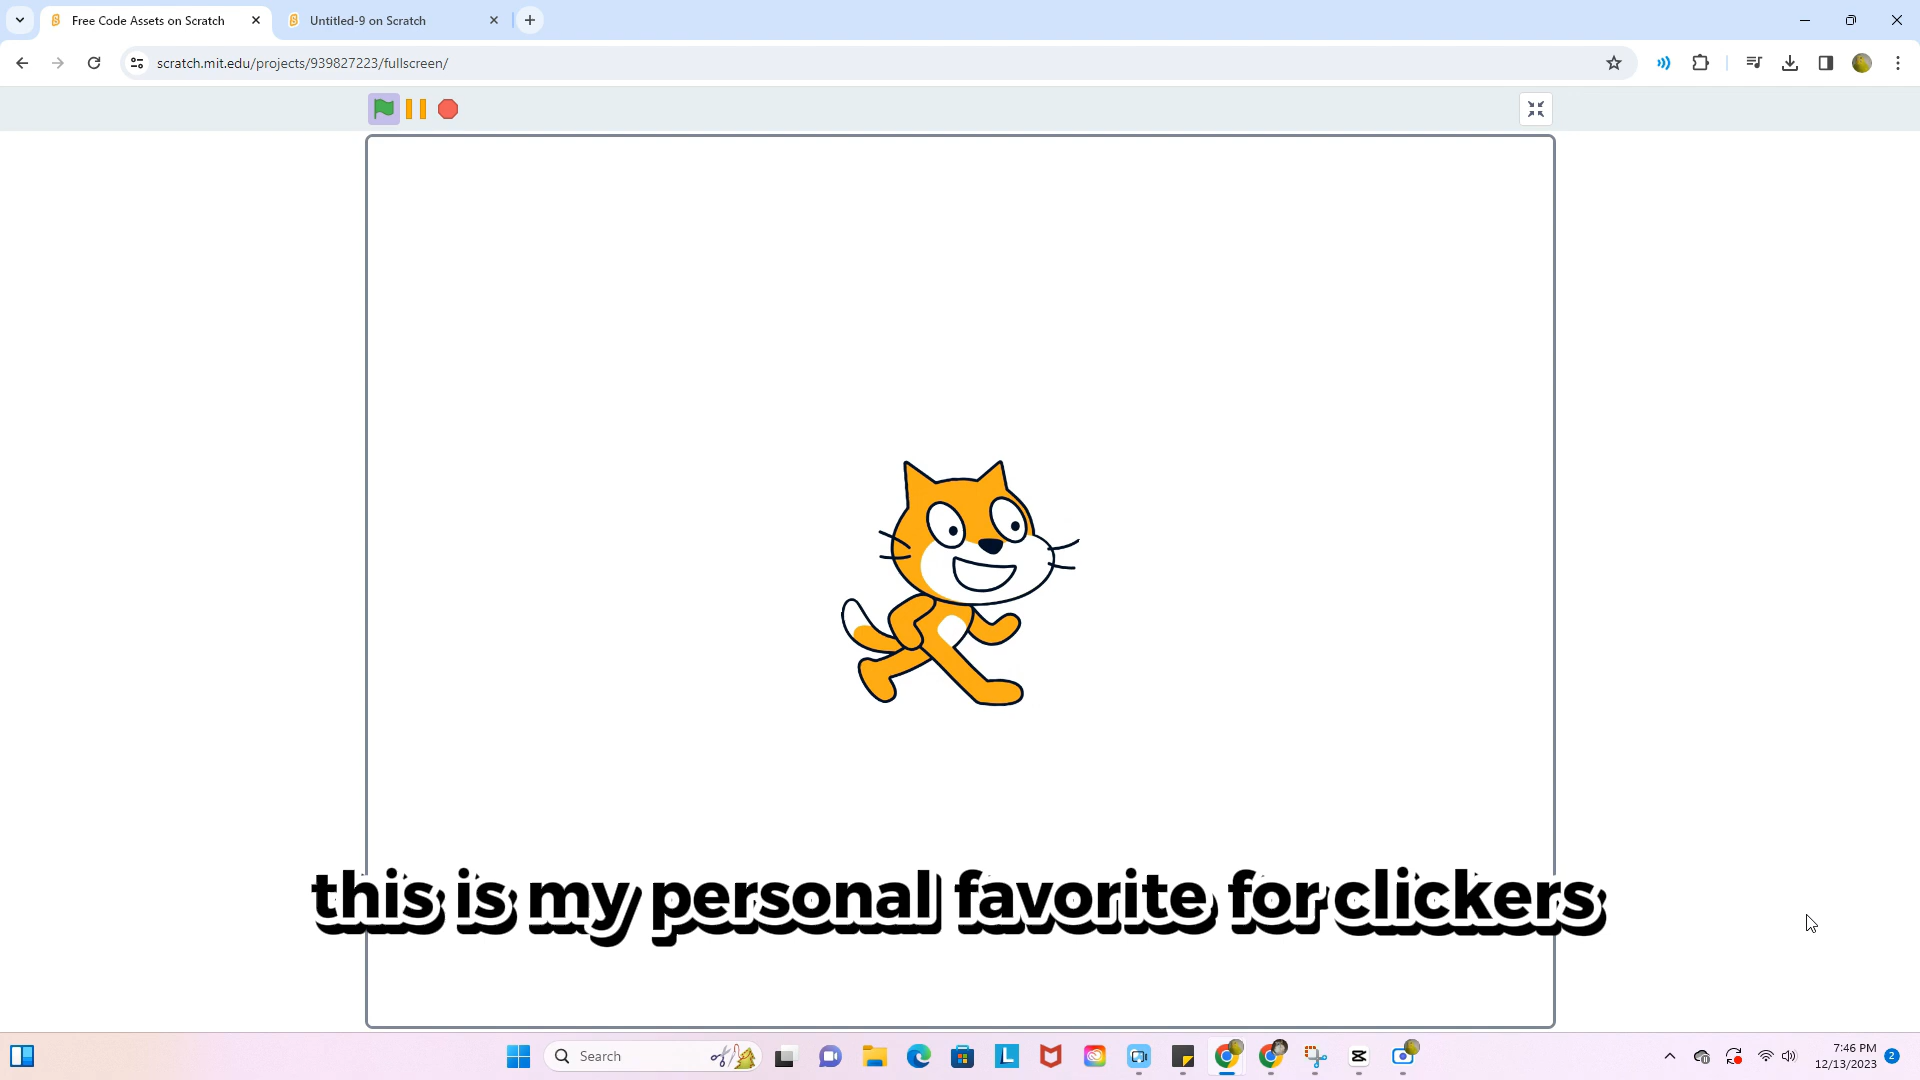 Free Code Assets on Scratch
Untitled-9 on Scratch
scratch.mit.edu/projects/939827223/fullscreen/
this is my personal favorite for clickers
Search
L
7:46 PM
12/13/2023
2